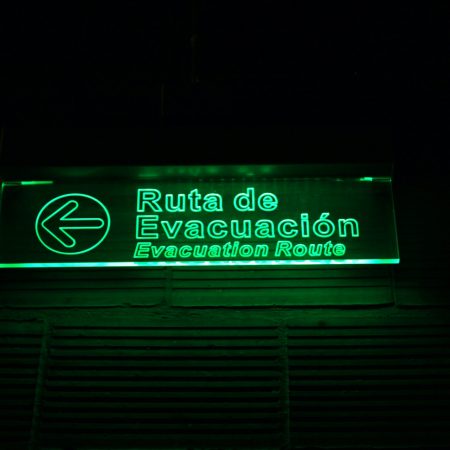 Ruta de
Evacuación
Evacuation Route